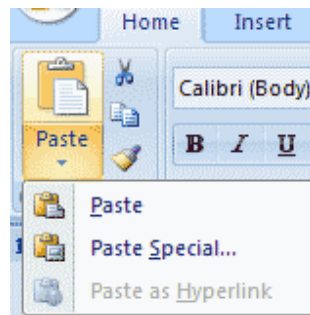 Home Insert
Calibri (Body)
Paste
B I U
Paste
Paste Special...
Paste as Hyperlink